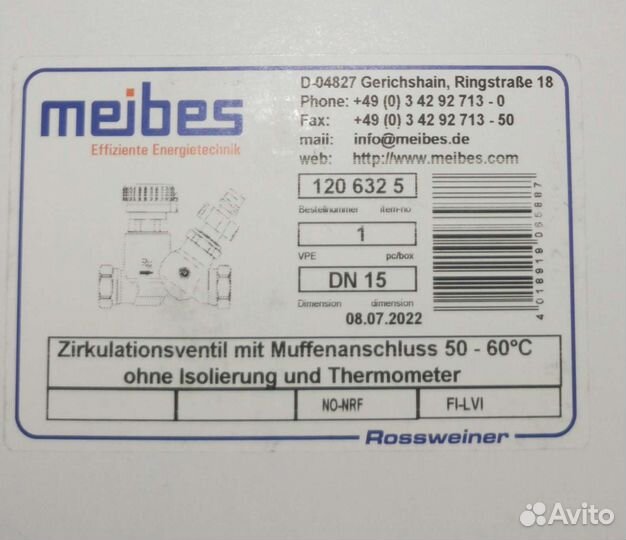 meibes
Effiziente Energietechnik
D-04827 Gerichshain, Ringstraße 18
Phone: +49 (0) 3 42 92 713 - 0
Fax: +49 (0) 3 42 92 713 - 50
mail: info@meibes.de
web: http://www.meibes.com
120 632 5
Bestellnummer item-no
1
VPE pc/box
DN 15
Dimension dimension
08.07.2022
4 018919 065887
Zirkulationsventil mit Muffenanschluss 50 - 60°C
ohne Isolierung und Thermometer
NO-NRF FI-LVI
Rossweiner
Avito